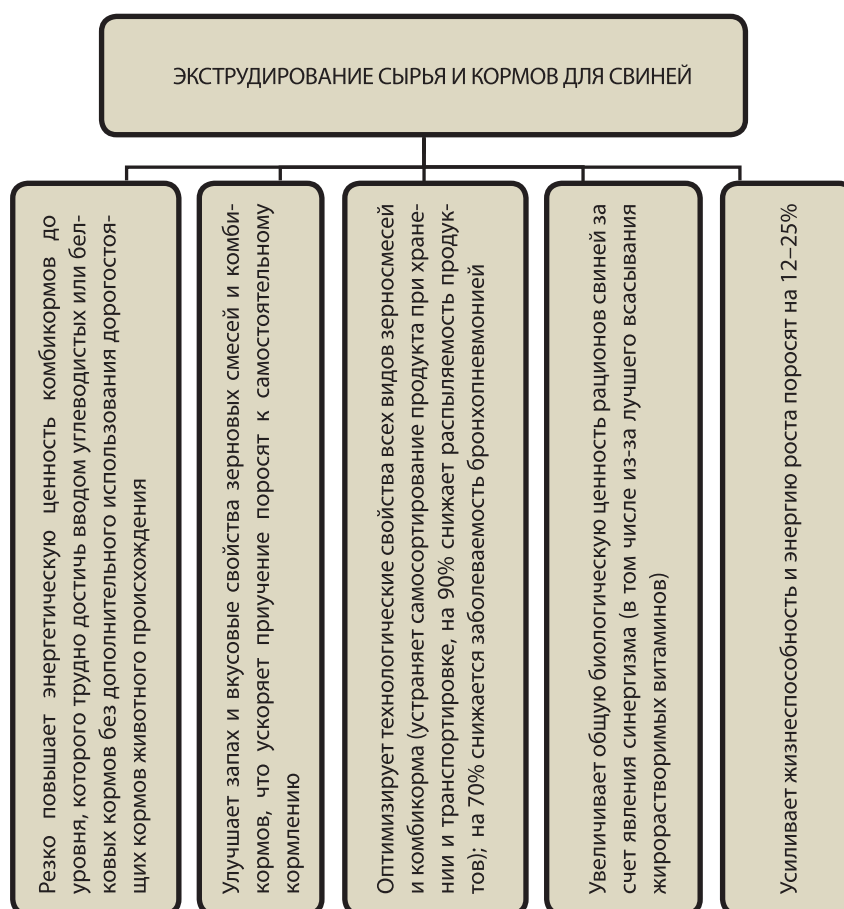 ЭКСТРУДИРОВАНИЕ СЫРЬЯ И КОРМОВ ДЛЯ СВИНЕЙ
Резко повышает энергетическую ценность комбикормов до
уровня, которого трудно достичь вводом углеводистых или бел-
ковых кормов без дополнительного использования дорогостоя-
щих кормов животного происхождения
Улучшает запах и вкусовые свойства зерновых смесей и комби-
кормов, что ускоряет приучение поросят к самостоятельному
кормлению
Оптимизирует технологические свойства всех видов зерносмесей
и комбикорма (устраняет самосортирование продукта при хране-
нии и транспортировке, на 90% снижает распыляемость продук-
тов); на 70% снижается заболеваемость бронхопневмонией
Увеличивает общую биологическую ценность рационов свиней за
счет явления синергизма (в том числе из-за лучшего всасывания
жирорастворимых витаминов)
Усиливает жизнеспособность и энергию роста поросят на 12–25%